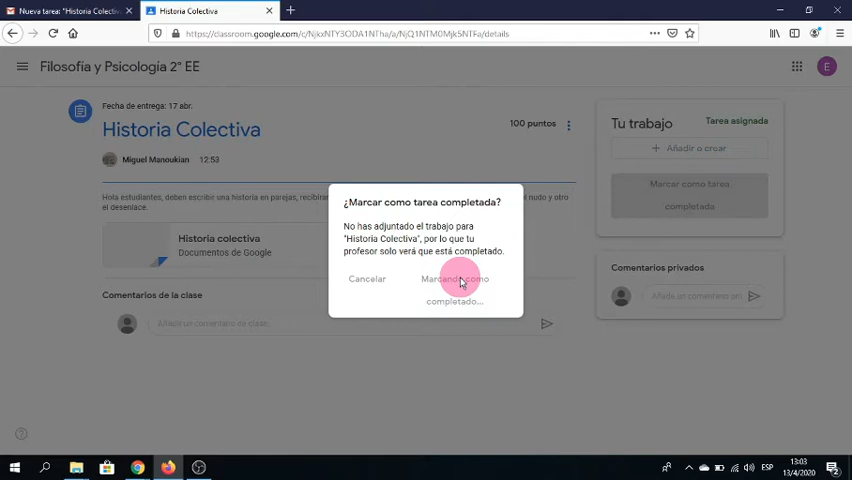 Nueva tarea: "Historia Colectiv
Historia Colectiva
https://classroom.google.com/c/NjkxNTY3ODA1NTha/a/NjQ1NTM0Mjk5NTFa/details
Filosofia y Psicología 2° EE
E
Fecha de entrega: 17 abr.
Historia Colectiva
100 puntos
Miguel Manoukian 12:53
Hola estudiantes, deben escribir una historia en parejas, recibirán
el nudo y otro
el desenlace.
Historia colectiva
Documentos de Google
Comentarios de la clase
Añadir un comentario de clase
Tu trabajo
Tarea asignada
+ Añadir o crear
Marcar como tarea
completada
Comentarios privados
Añade un comentario
¿Marcar como tarea completada?
No has adjuntado el trabajo para
"Historia Colectiva", por lo que tu
profesor solo verá que está completado.
Cancelar
Marcando como
completado...
ESP
13:03
13/4/2020
2